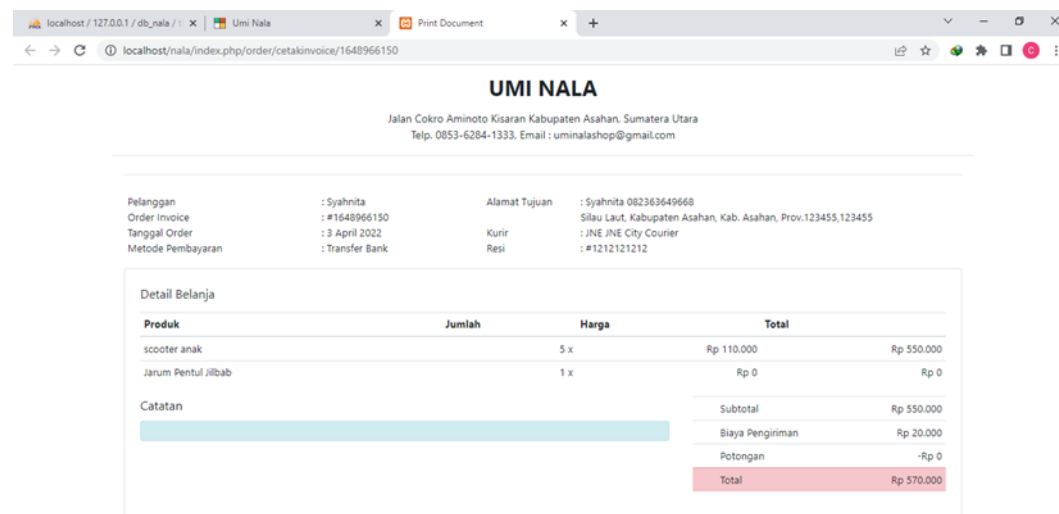 localhost / 127.0.0.1 / db_nala / t
Umi Nala
Print Document
localhost/nala/index.php/order/cetakinvoice/1648966150
C
UMI NALA
Jalan Cokro Aminoto Kisaran Kabupaten Asahan, Sumatera Utara
Telp. 0853-6284-1333, Email : uminalashop@gmail.com
Pelanggan : Syahnita Alamat Tujuan : Syahnita 082363649668
Order Invoice : #1648966150 Silau Laut, Kabupaten Asahan, Kab. Asahan, Prov.123455,123455
Tanggal Order : 3 April 2022 Kurir : JNE JNE City Courier
Metode Pembayaran : Transfer Bank Resi : #1212121212
Detail Belanja
Produk Jumlah Harga Total
scooter anak 5 x Rp 110.000 Rp 550.000
Jarum Pentul Jilbab 1 x Rp 0 Rp 0
Catatan
Subtotal Rp 550.000
Biaya Pengiriman Rp 20.000
Potongan -Rp 0
Total Rp 570.000